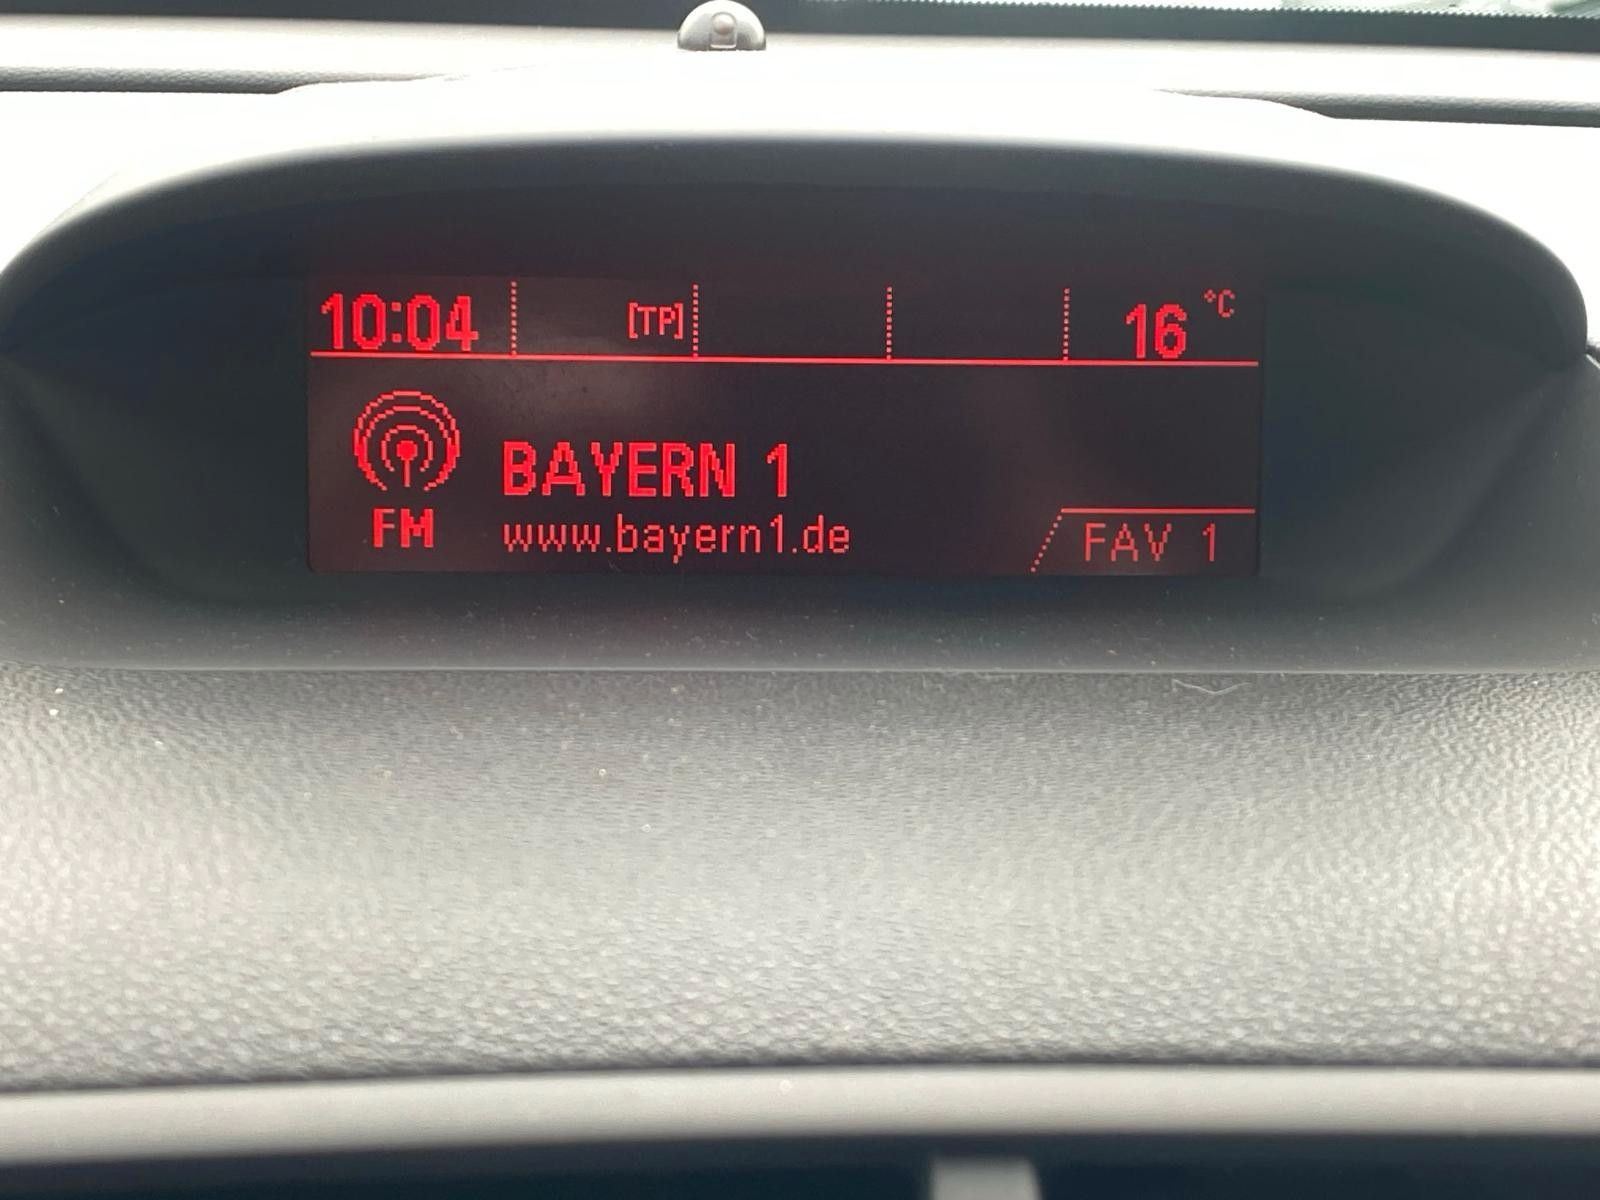 10:04 [TP] 16 °C
BAYERN 1
FM www.bayern1.de FAV 1